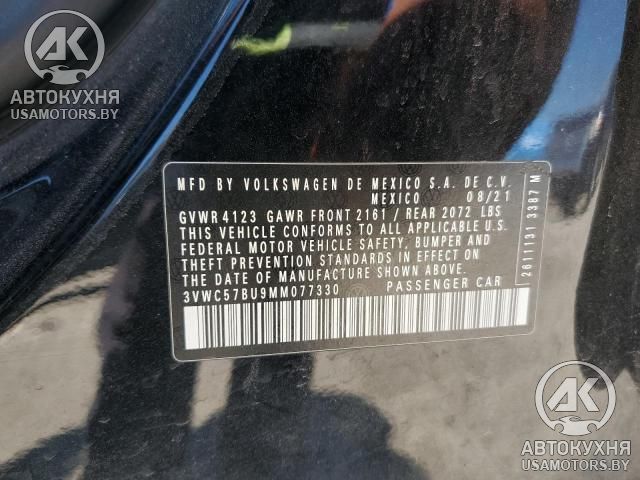 AK
АВТОКУХНЯ
USAMOTORS.BY
MFD BY VOLKSWAGEN DE MEXICO S.A. DE C.V.
MEXICO 08/21
GVWR 4123 GAWR FRONT 2161 / REAR 2072 LBS
THIS VEHICLE CONFORMS TO ALL APPLICABLE U.S.
FEDERAL MOTOR VEHICLE SAFETY, BUMPER AND
THEFT PREVENTION STANDARDS IN EFFECT ON
THE DATE OF MANUFACTURE SHOWN ABOVE.
3VWC57BU9MM077330 PASSENGER CAR
2611131 3387 M
AK
АВТОКУХНЯ
USAMOTORS.BY